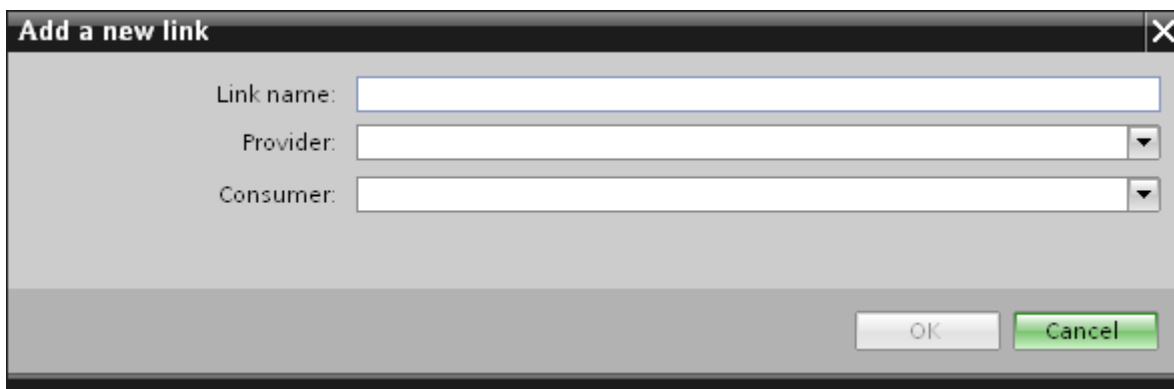 Add a new link
Link name:
Provider:
Consumer:
OK
Cancel